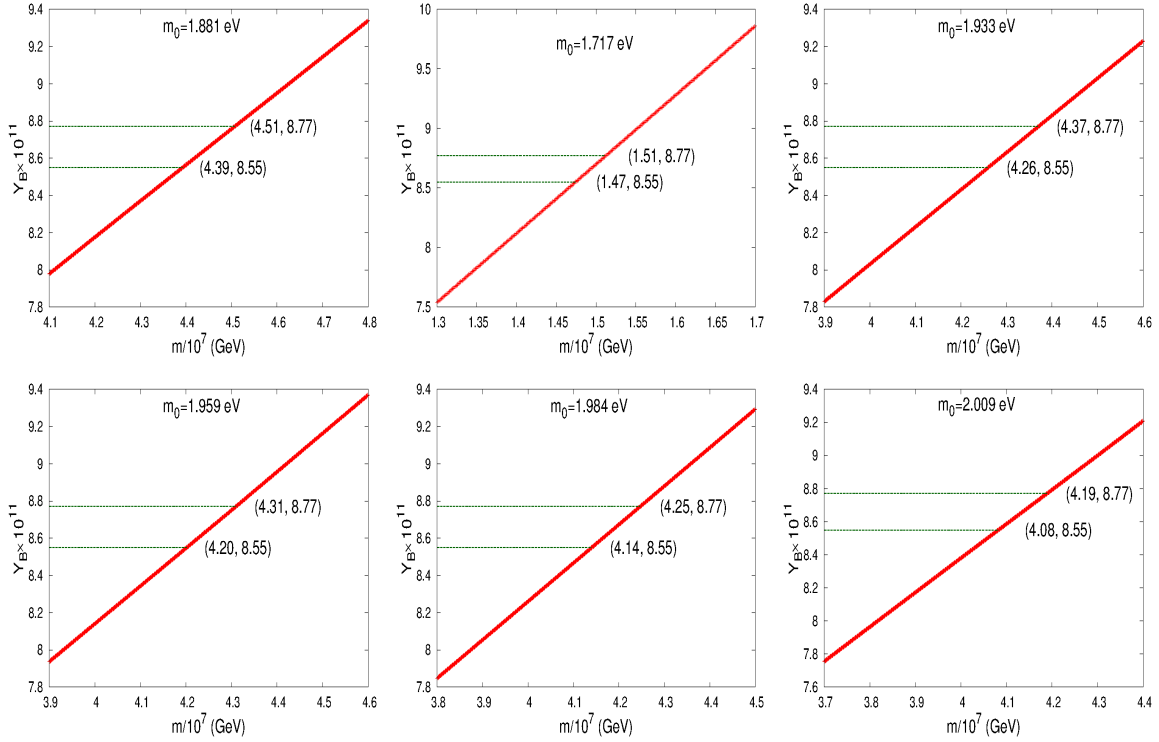 m0=1.881 eV
9.4
9.2
9
8.8
8.6
8.4
8.2
8
7.8
YB×10^11
(4.51, 8.77)
(4.39, 8.55)
4.1 4.2 4.3 4.4 4.5 4.6 4.7 4.8
m/10^7 (GeV)
m0=1.717 eV
10
9.5
9
8.5
8
7.5
YB×10^11
(1.51, 8.77)
(1.47, 8.55)
1.3 1.35 1.4 1.45 1.5 1.55 1.6 1.65 1.7
m/10^7 (GeV)
m0=1.933 eV
9.4
9.2
9
8.8
8.6
8.4
8.2
8
7.8
YB×10^11
(4.37, 8.77)
(4.26, 8.55)
3.9 4 4.1 4.2 4.3 4.4 4.5 4.6
m/10^7 (GeV)
m0=1.959 eV
9.4
9.2
9
8.8
8.6
8.4
8.2
8
7.8
YB×10^11
(4.31, 8.77)
(4.20, 8.55)
3.9 4 4.1 4.2 4.3 4.4 4.5 4.6
m/10^7 (GeV)
m0=1.984 eV
9.4
9.2
9
8.8
8.6
8.4
8.2
8
7.8
YB×10^11
(4.25, 8.77)
(4.14, 8.55)
3.8 3.9 4 4.1 4.2 4.3 4.4 4.5
m/10^7 (GeV)
m0=2.009 eV
9.4
9.2
9
8.8
8.6
8.4
8.2
8
7.8
7.6
YB×10^11
(4.19, 8.77)
(4.08, 8.55)
3.7 3.8 3.9 4 4.1 4.2 4.3 4.4
m/10^7 (GeV)